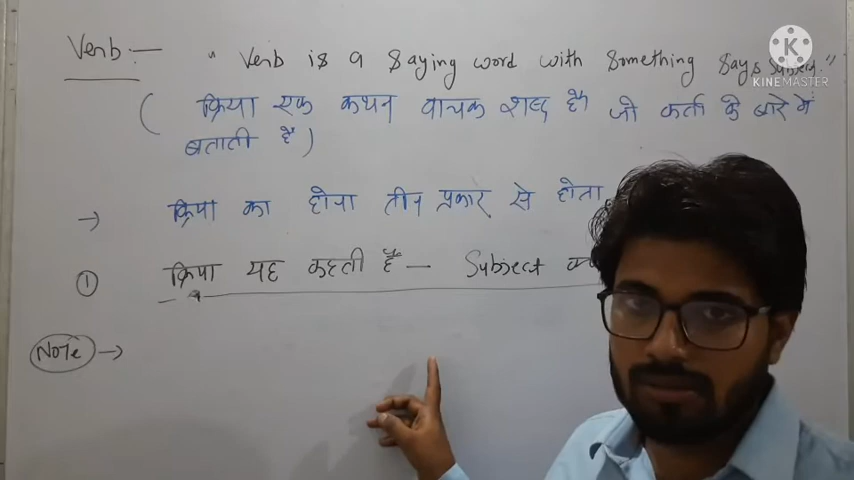 Verb :—
" Verb is a Saying word with Something Says Subject."
( क्रिया एक कथन वाचक शब्द है जो कर्ता के बारे में
बताती है )
→ क्रिया का होना तीन प्रकार से होता
① क्रिया यह कहती है — Subject
Note →
KINEMASTER